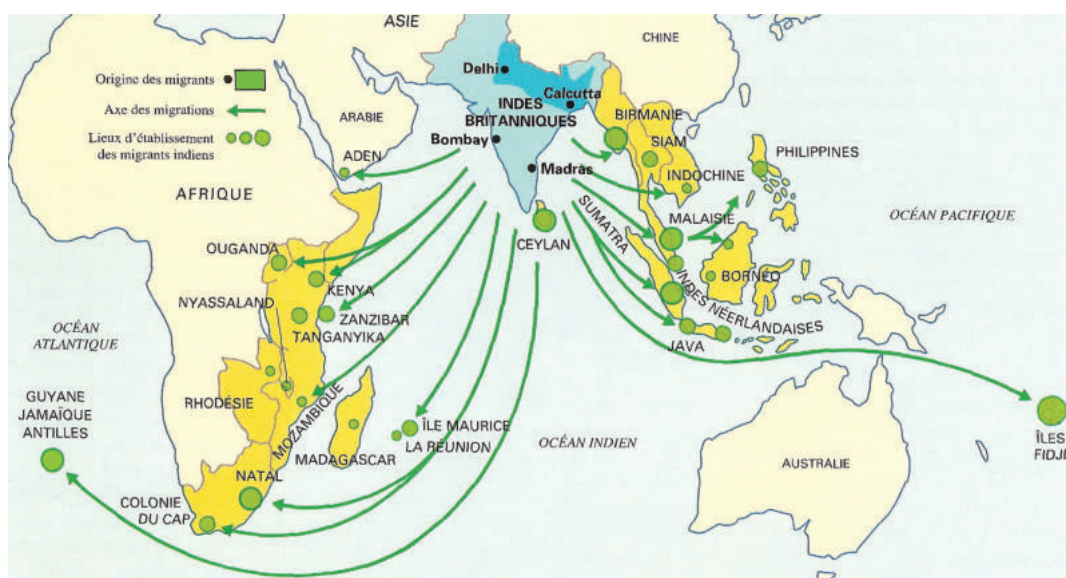 ASIE
CHINE
Origine des migrants
Axe des migrations
Lieux d'établissement
des migrants indiens
Delhi
Calcutta
INDES
BRITANNIQUES
Bombay
Madras
ARABIE
ADEN
AFRIQUE
BIRMANIE
SIAM
INDOCHINE
PHILIPPINES
OCÉAN PACIFIQUE
CEYLAN
SUMATRA
MALAISIE
BORNÉO
INDES NÉERLANDAISES
JAVA
OUGANDA
KENYA
NYASSALAND
ZANZIBAR
TANGANYIKA
OCÉAN
ATLANTIQUE
GUYANE
JAMAÏQUE
ANTILLES
RHODÉSIE
MOZAMBIQUE
MADAGASCAR
ÎLE MAURICE
LA RÉUNION
OCÉAN INDIEN
AUSTRALIE
ÎLES
FIDJI
NATAL
COLONIE
DU CAP